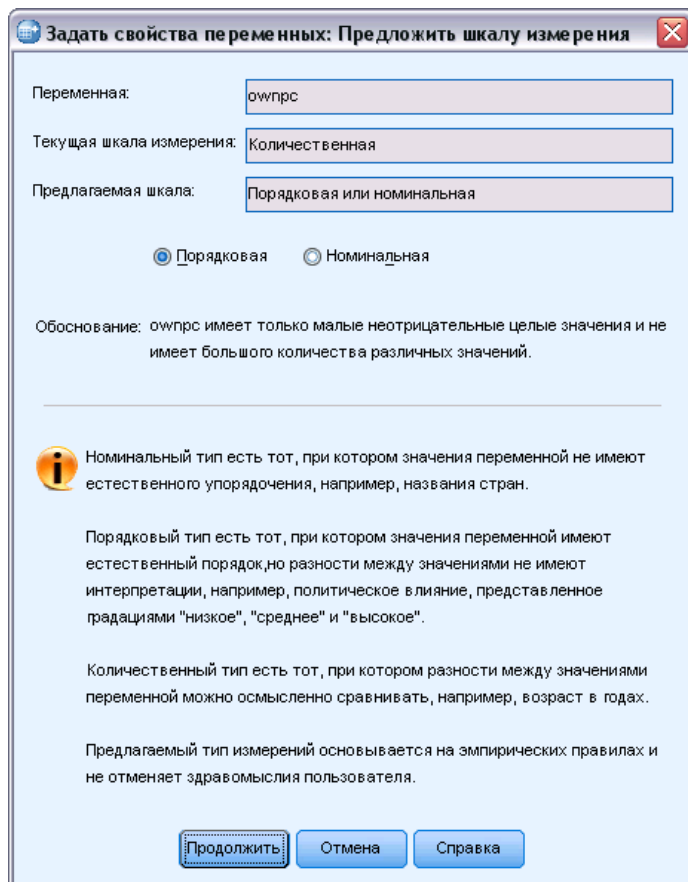 Задать свойства переменных: Предложить шкалу измерения
Переменная: ownpc
Текущая шкала измерения: Количественная
Предлагаемая шкала: Порядковая или номинальная
Порядковая Номинальная
Обоснование: ownpc имеет только малые неотрицательные целые значения и не
имеет большого количества различных значений.
Номинальный тип есть тот, при котором значения переменной не имеют
естественного упорядочения, например, названия стран.
Порядковый тип есть тот, при котором значения переменной имеют
естественный порядок,но разности между значениями не имеют
интерпретации, например, политическое влияние, представленное
градациями "низкое", "среднее" и "высокое".
Количественный тип есть тот, при котором разности между значениями
переменной можно осмысленно сравнивать, например, возраст в годах.
Предлагаемый тип измерений основывается на эмпирических правилах и
не отменяет здравомыслия пользователя.
Продолжить Отмена Справка